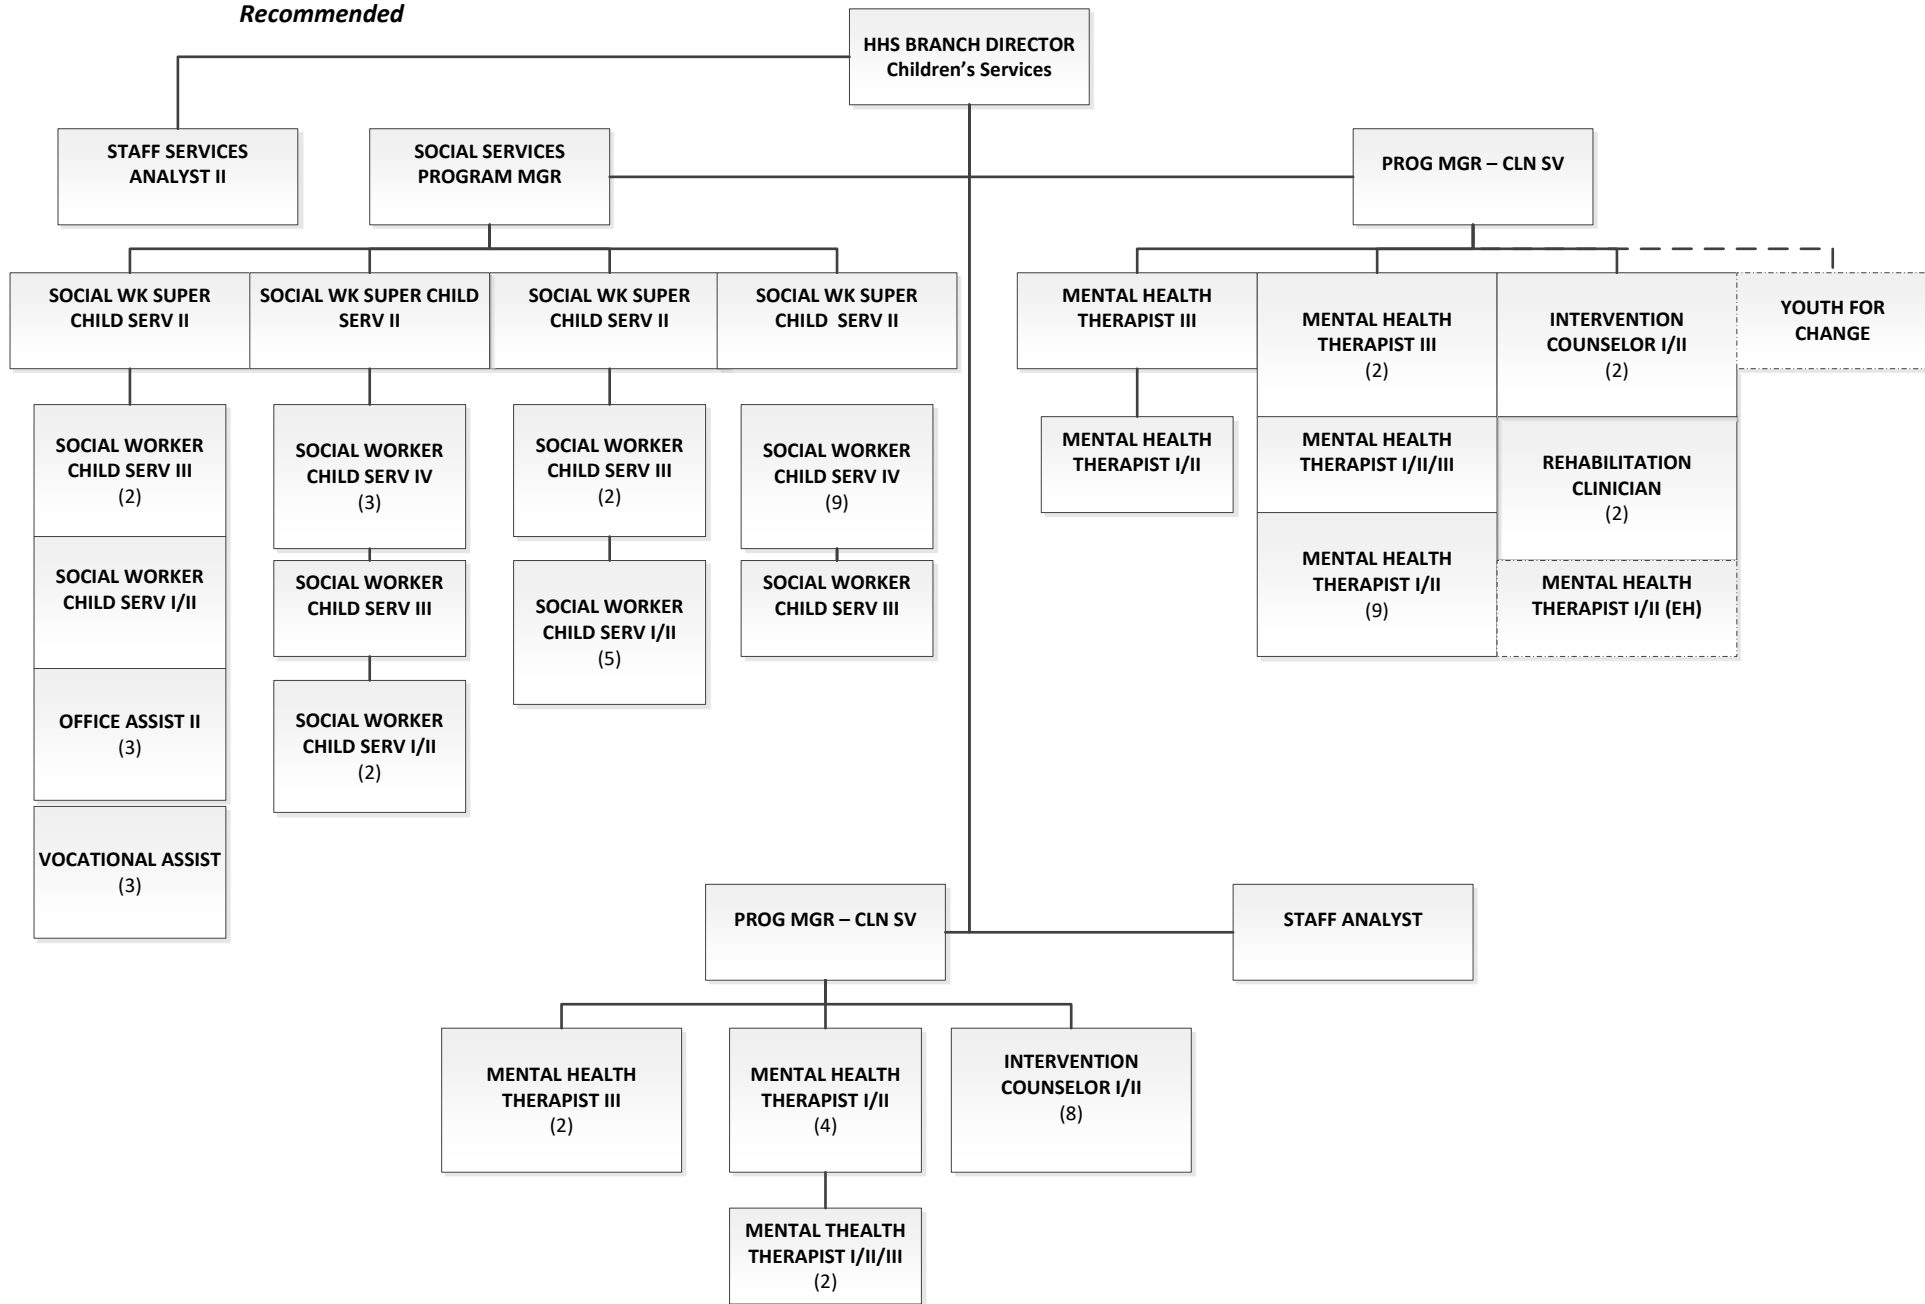 Recommended
HHS BRANCH DIRECTOR
Children's Services
STAFF SERVICES
ANALYST II
SOCIAL SERVICES
PROGRAM MGR
PROG MGR – CLN SV
SOCIAL WK SUPER
CHILD SERV II
SOCIAL WK SUPER CHILD
SERV II
SOCIAL WK SUPER
CHILD SERV II
SOCIAL WK SUPER
CHILD  SERV II
MENTAL HEALTH
THERAPIST III
MENTAL HEALTH
THERAPIST III
(2)
INTERVENTION
COUNSELOR I/II
(2)
YOUTH FOR
CHANGE
SOCIAL WORKER
CHILD SERV III
(2)
SOCIAL WORKER
CHILD SERV IV
(3)
SOCIAL WORKER
CHILD SERV III
(2)
SOCIAL WORKER
CHILD SERV IV
(9)
MENTAL HEALTH
THERAPIST I/II
MENTAL HEALTH
THERAPIST I/II/III
REHABILITATION
CLINICIAN
(2)
SOCIAL WORKER
CHILD SERV I/II
SOCIAL WORKER
CHILD SERV III
SOCIAL WORKER
CHILD SERV I/II
(5)
SOCIAL WORKER
CHILD SERV III
MENTAL HEALTH
THERAPIST I/II
(9)
MENTAL HEALTH
THERAPIST I/II (EH)
OFFICE ASSIST II
(3)
SOCIAL WORKER
CHILD SERV I/II
(2)
VOCATIONAL ASSIST
(3)
PROG MGR – CLN SV
STAFF ANALYST
MENTAL HEALTH
THERAPIST III
(2)
MENTAL HEALTH
THERAPIST I/II
(4)
INTERVENTION
COUNSELOR I/II
(8)
MENTAL THEALTH
THERAPIST I/II/III
(2)